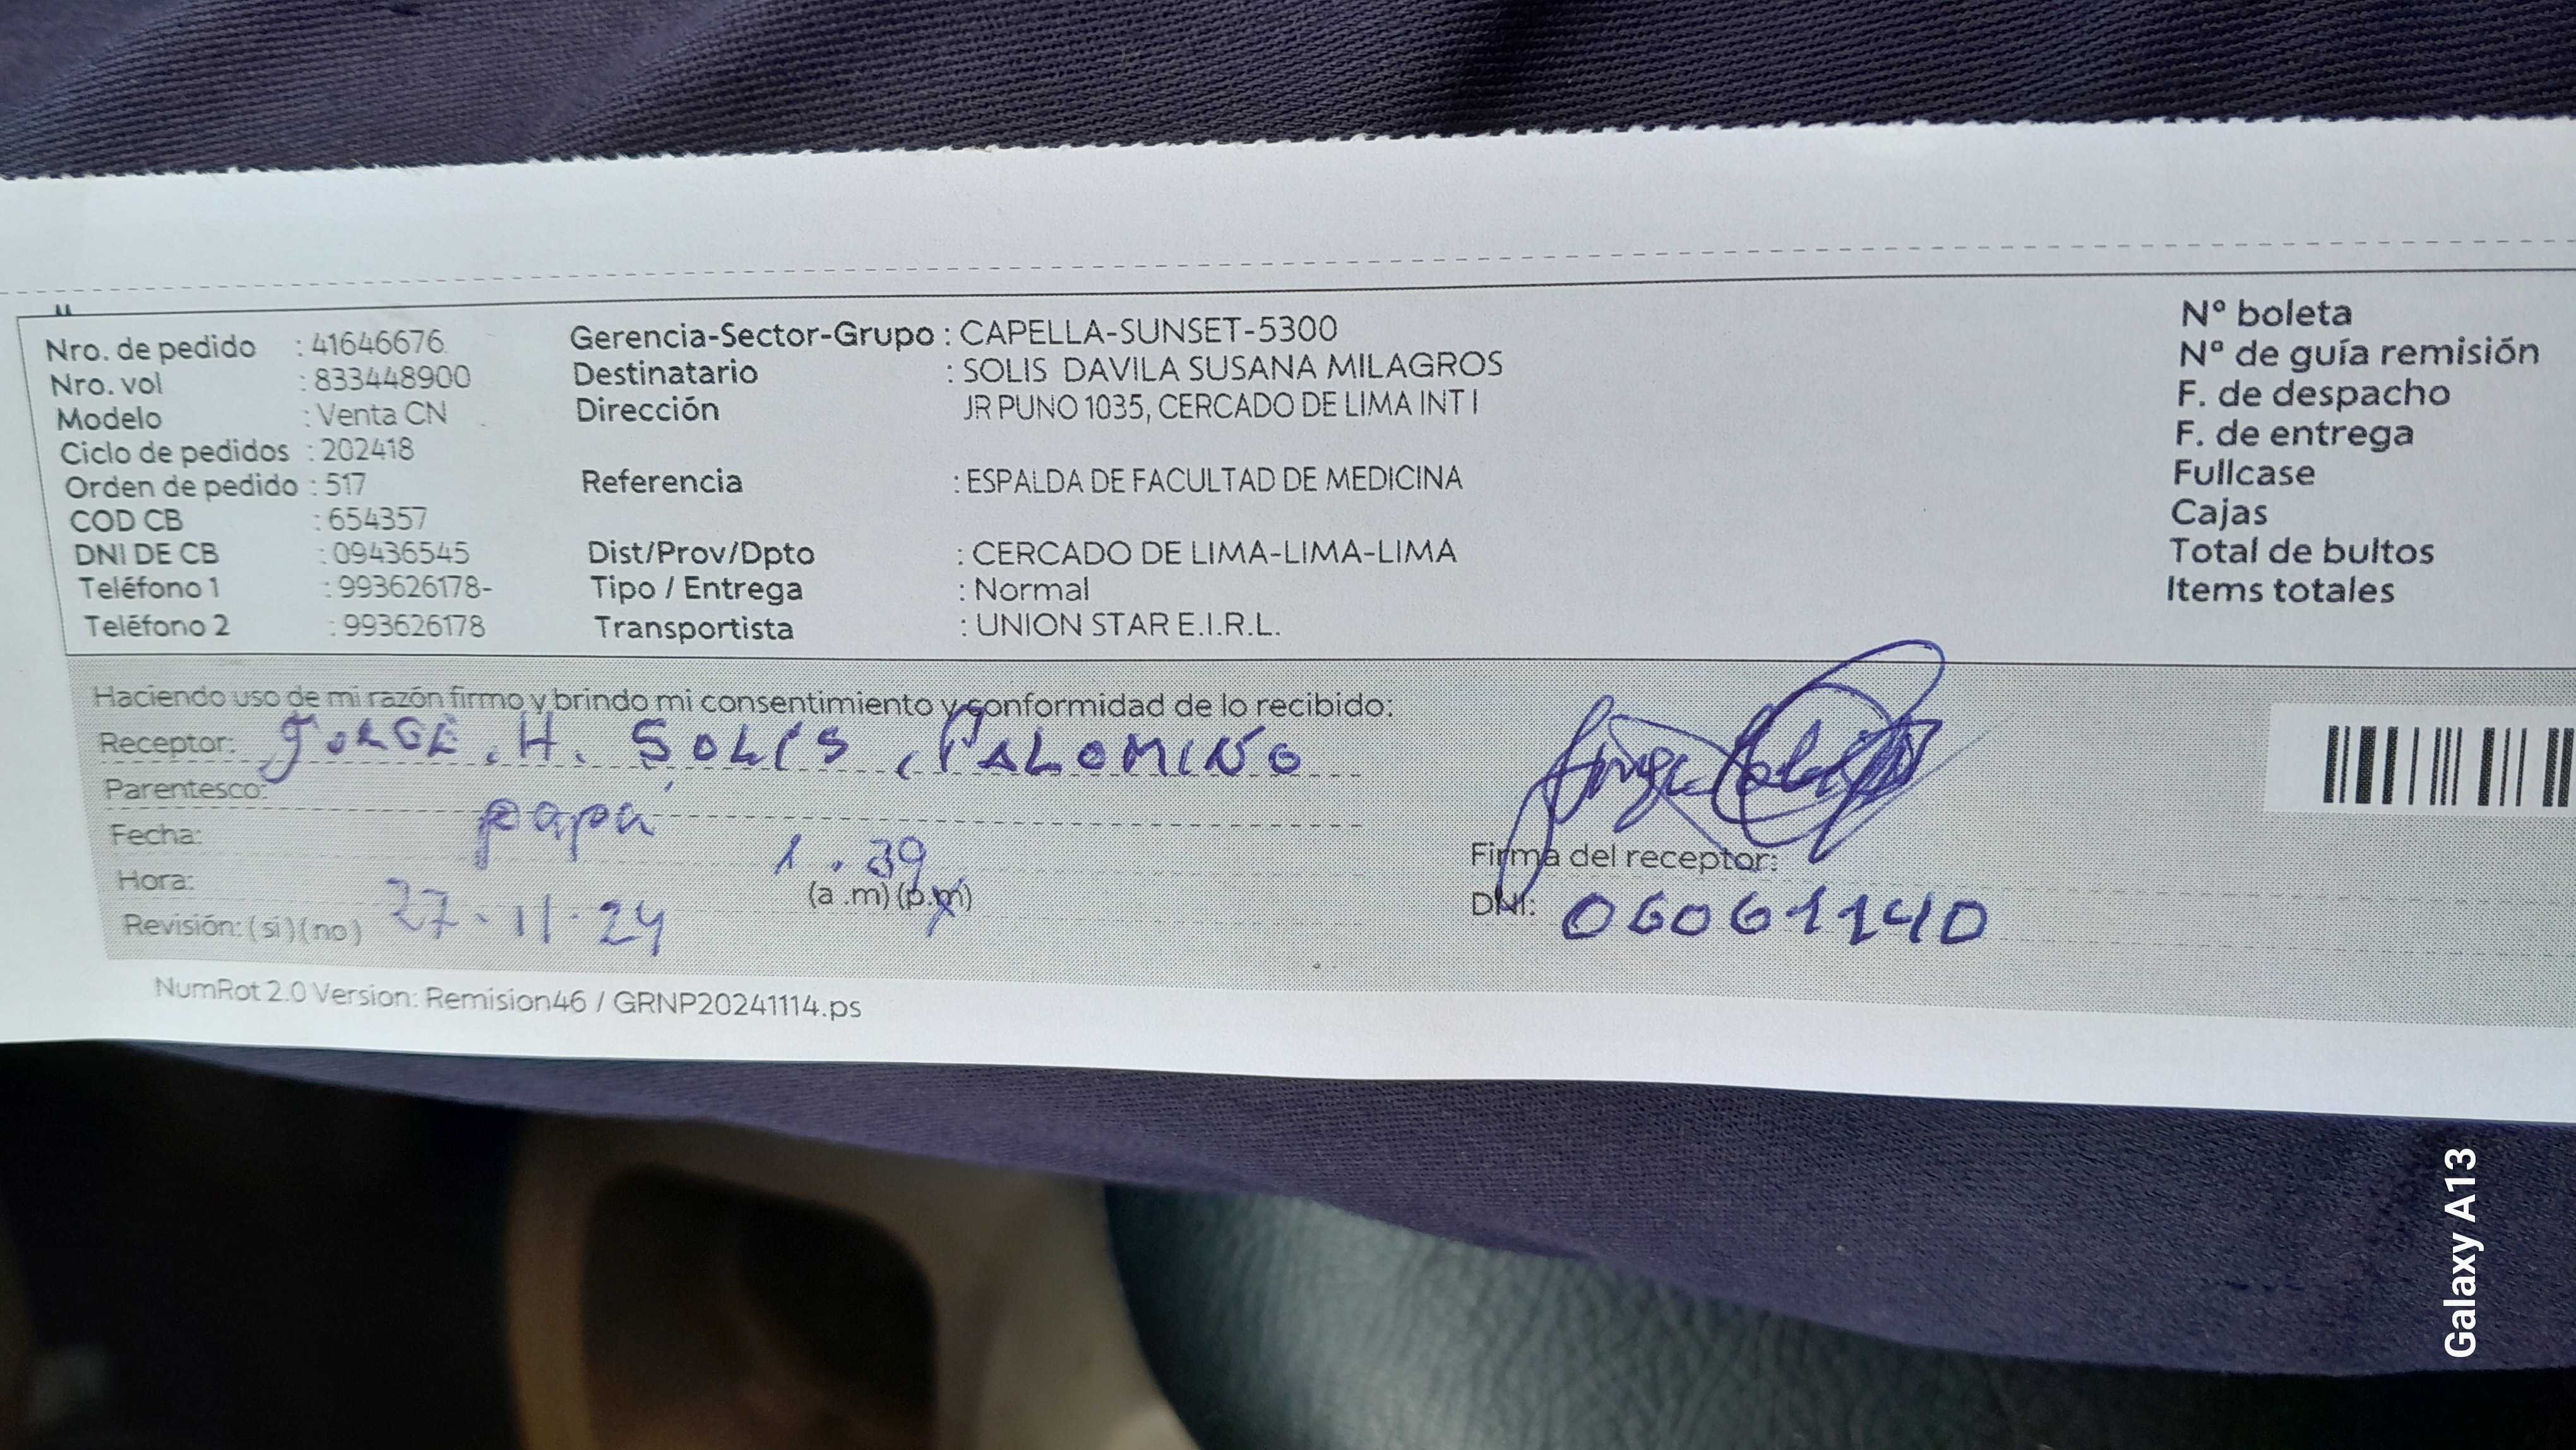 Nro. de pedido : 41646676 Gerencia-Sector-Grupo : CAPELLA-SUNSET-5300 Nº boleta
Nro. vol : 833448900 Destinatario : SOLIS DAVILA SUSANA MILAGROS Nº de guía remisión
Modelo : Venta CN Dirección JR PUNO 1035, CERCADO DE LIMA INT I F. de despacho
Ciclo de pedidos : 202418 F. de entrega
Orden de pedido : 517 Referencia : ESPALDA DE FACULTAD DE MEDICINA Fullcase
COD CB : 654357 Cajas
DNI DE CB : 09436545 Dist/Prov/Dpto : CERCADO DE LIMA-LIMA-LIMA Total de bultos
Teléfono 1 : 993626178- Tipo / Entrega : Normal Items totales
Teléfono 2 : 993626178 Transportista : UNION STAR E.I.R.L.
Haciendo uso de mi razón firmo y brindo mi consentimiento y conformidad de lo recibido:
Receptor: JORGE. H. SOLIS PALOMINO
Parentesco: papá
Fecha: 1.39
Firma del receptor:
Hora: (a .m) (p.m)
DNI: 06061140
Revisión: (si) (no) 27-11-24
NumRot 2.0 Version: Remision46 / GRNP20241114.ps
Galaxy A13